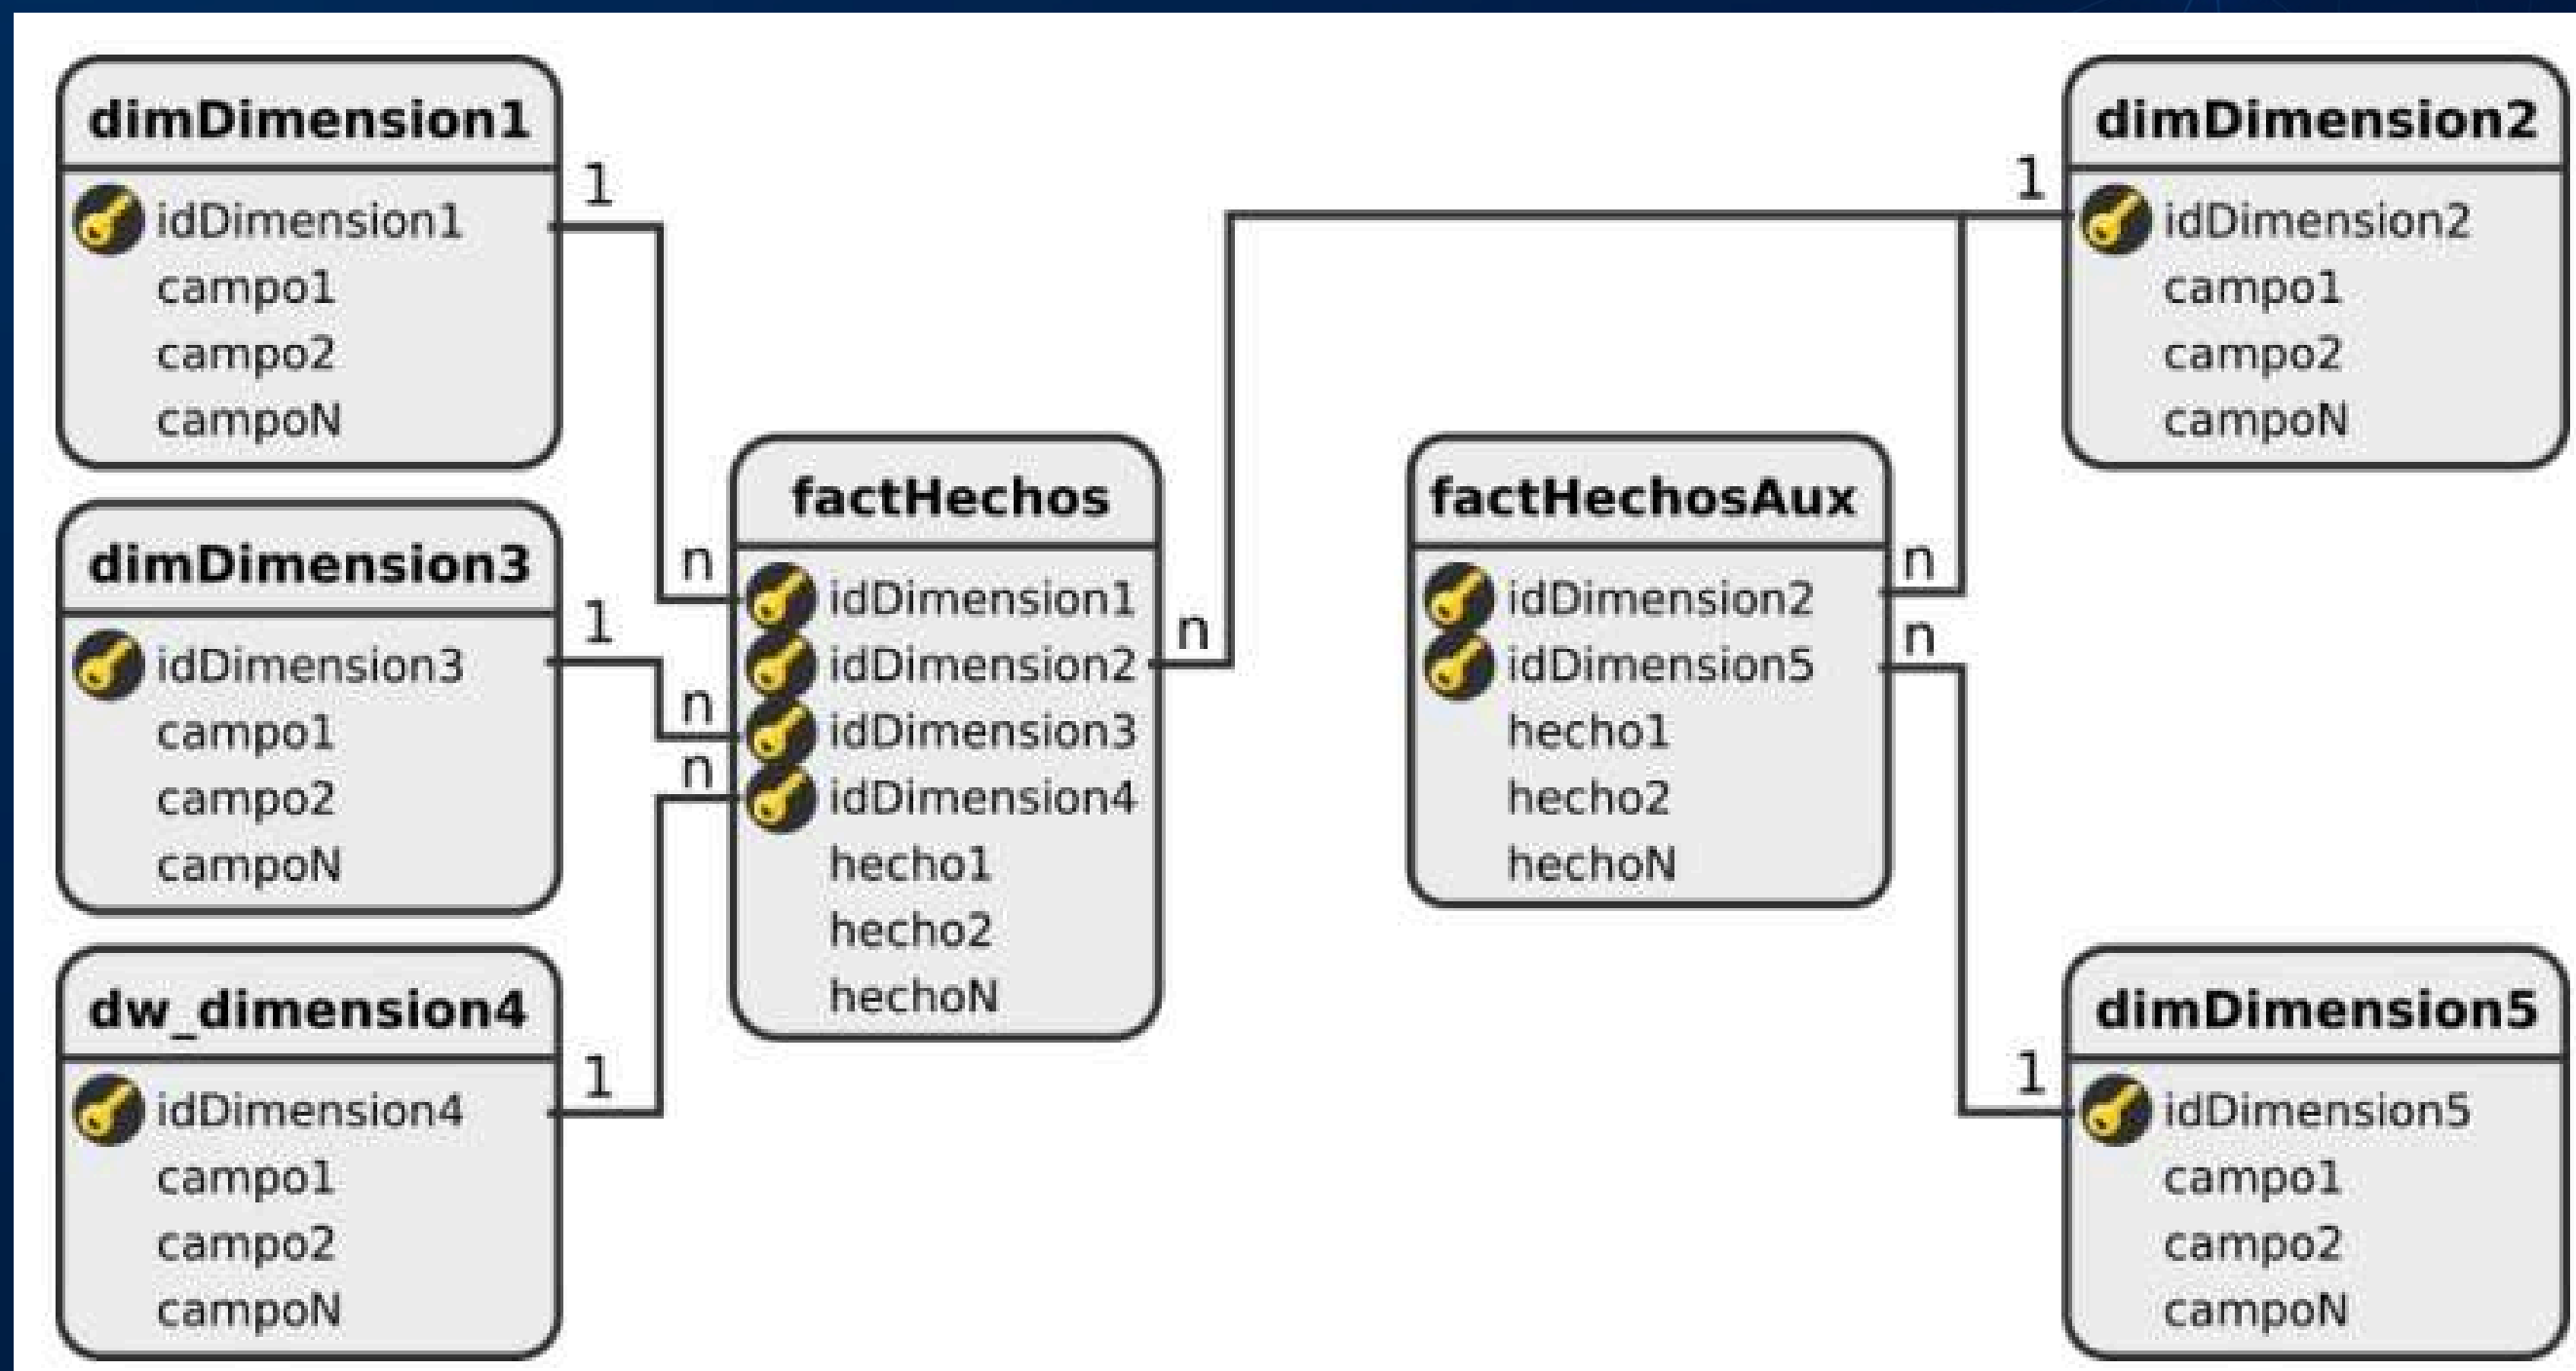 dimDimension1
idDimension1
campo1
campo2
campoN
1
dimDimension3
idDimension3
campo1
campo2
campoN
1
dw_dimension4
idDimension4
campo1
campo2
campoN
1
factHechos
n
idDimension1
idDimension2
n
n
idDimension3
n
idDimension4
hecho1
hecho2
hechoN
factHechosAux
idDimension2
n
idDimension5
n
hecho1
hecho2
hechoN
dimDimension2
1
idDimension2
campo1
campo2
campoN
dimDimension5
1
idDimension5
campo1
campo2
campoN